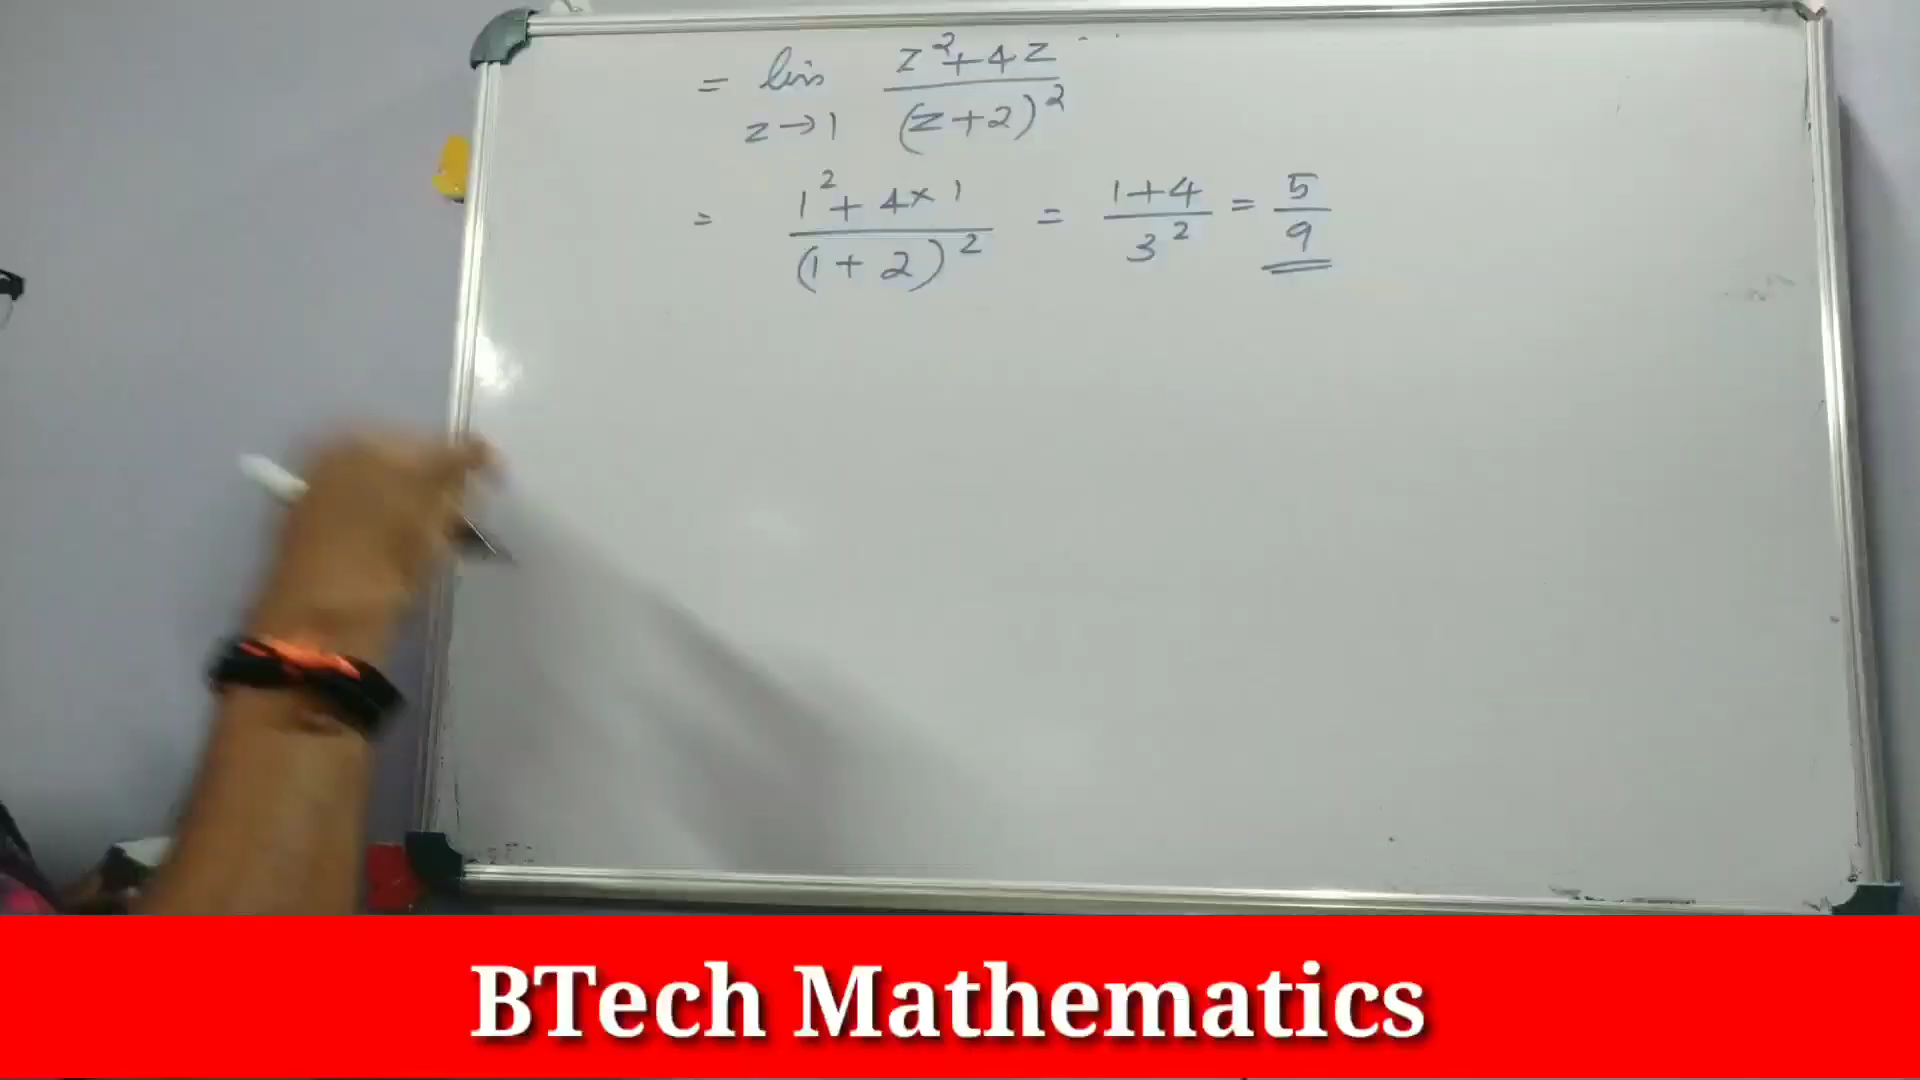 = lim z→1 (z²+4z)/(z+2)²
= (1²+4×1)/(1+2)² = (1+4)/3² = 5/9
BTech Mathematics